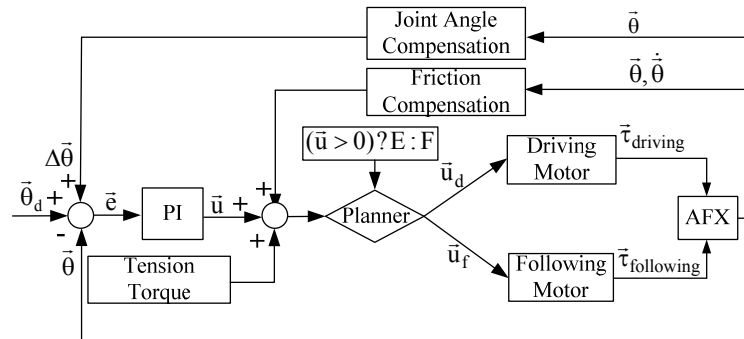 Joint Angle
Compensation
θ⃗
Friction
Compensation
θ⃗, θ̇⃗
(u⃗ > 0) ? E : F
Driving
Motor
τ⃗driving
Δθ⃗
θ⃗d
+
+
-
e⃗
PI
u⃗
+
+
+
Planner
u⃗d
AFX
θ⃗
Tension
Torque
u⃗f
Following
Motor
τ⃗following